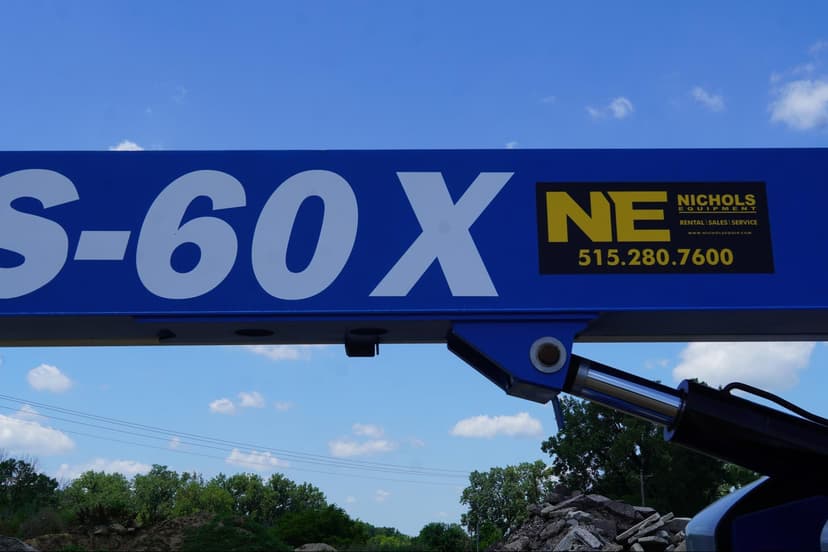 S-60 X
NE
NICHOLS
EQUIPMENT
RENTAL | SALES | SERVICE
515.280.7600